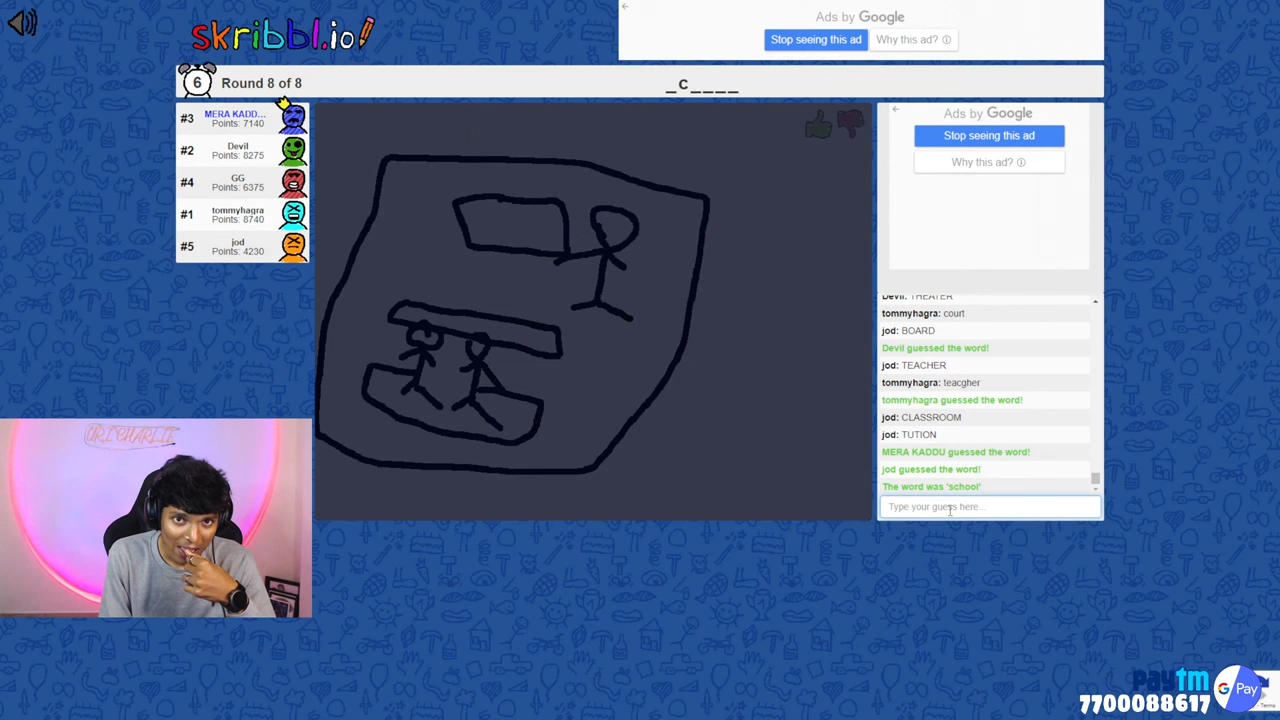 skribbl.io
Ads by Google
Stop seeing this ad
Why this ad?
6
Round 8 of 8
_C____
#3
MERA KADD...
Points: 7140
#2
Devil
Points: 8275
#4
GG
Points: 6375
#1
tommyhagra
Points: 8740
#5
jod
Points: 4230
Ads by Google
Stop seeing this ad
Why this ad?
Devil: THEATER
tommyhagra: court
jod: BOARD
Devil guessed the word!
jod: TEACHER
tommyhagra: teacgher
tommyhagra guessed the word!
jod: CLASSROOM
jod: TUTION
MERA KADDU guessed the word!
jod guessed the word!
The word was 'school'
Type your guess here...
paytm
G Pay
7700088617
- Terms